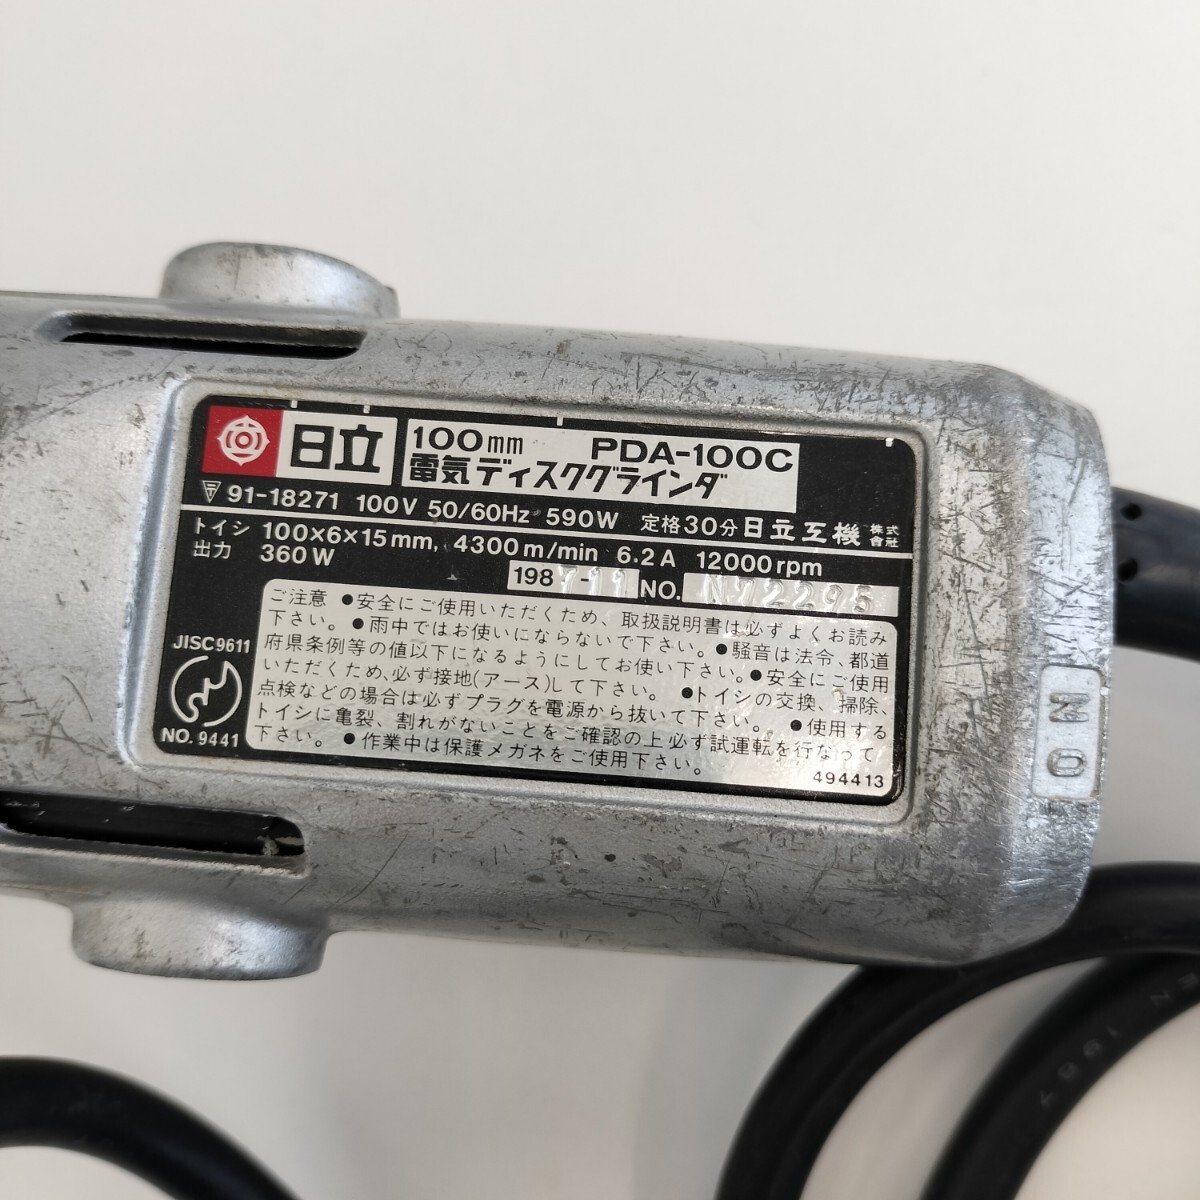 日立
100mm PDA-100C
電気ディスクグラインダ
91-18271 100V 50/60Hz 590W 定格30分 日立工機 株式會社
トイシ 100×6×15mm, 4300m/min 6.2A 12000rpm
出力 360W
198 -11 NO. N72295
ご注意 ●安全にご使用いただくため、取扱説明書は必ずよくお読み
下さい。●雨中ではお使いにならないで下さい。●騒音は法令、都道
府県条例等の値以下になるようにしてお使い下さい。●安全にご使用
いただくため、必ず接地(アース)して下さい。●トイシの交換、掃除、
点検などの場合は必ずプラグを電源から抜いて下さい。●使用する
トイシに亀裂、割れがないことをご確認の上必ず試運転を行なって
下さい。●作業中は保護メガネをご使用下さい。
494413
JISC9611
NO. 9441
NO
1987